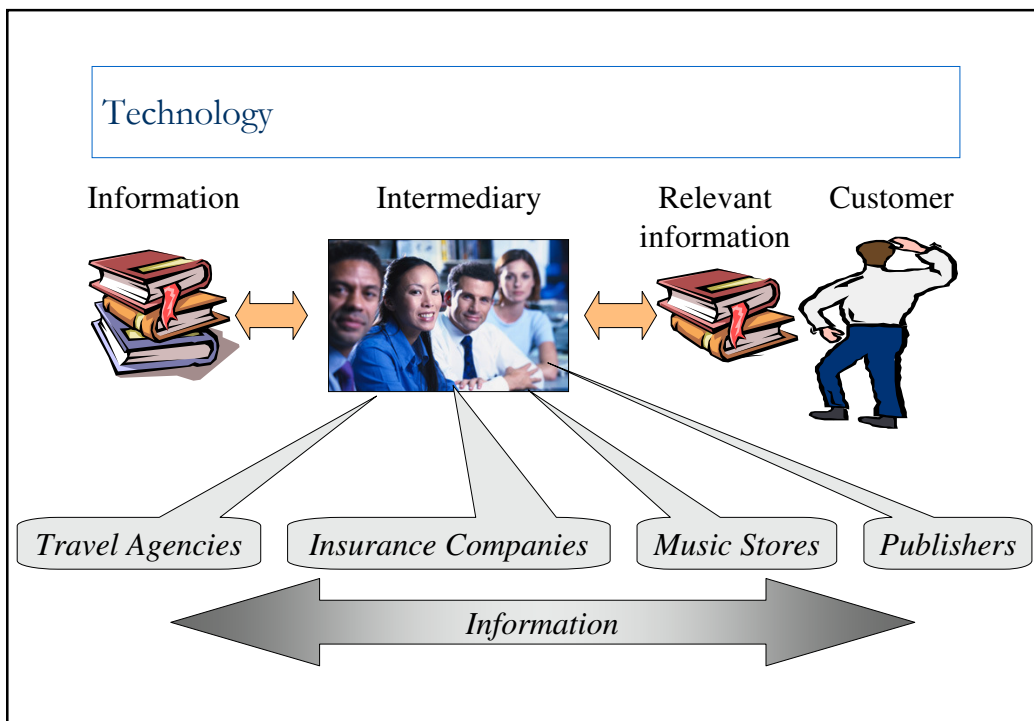 Technology
Information
Intermediary
Relevant
information
Customer
Travel Agencies
Insurance Companies
Music Stores
Publishers
Information